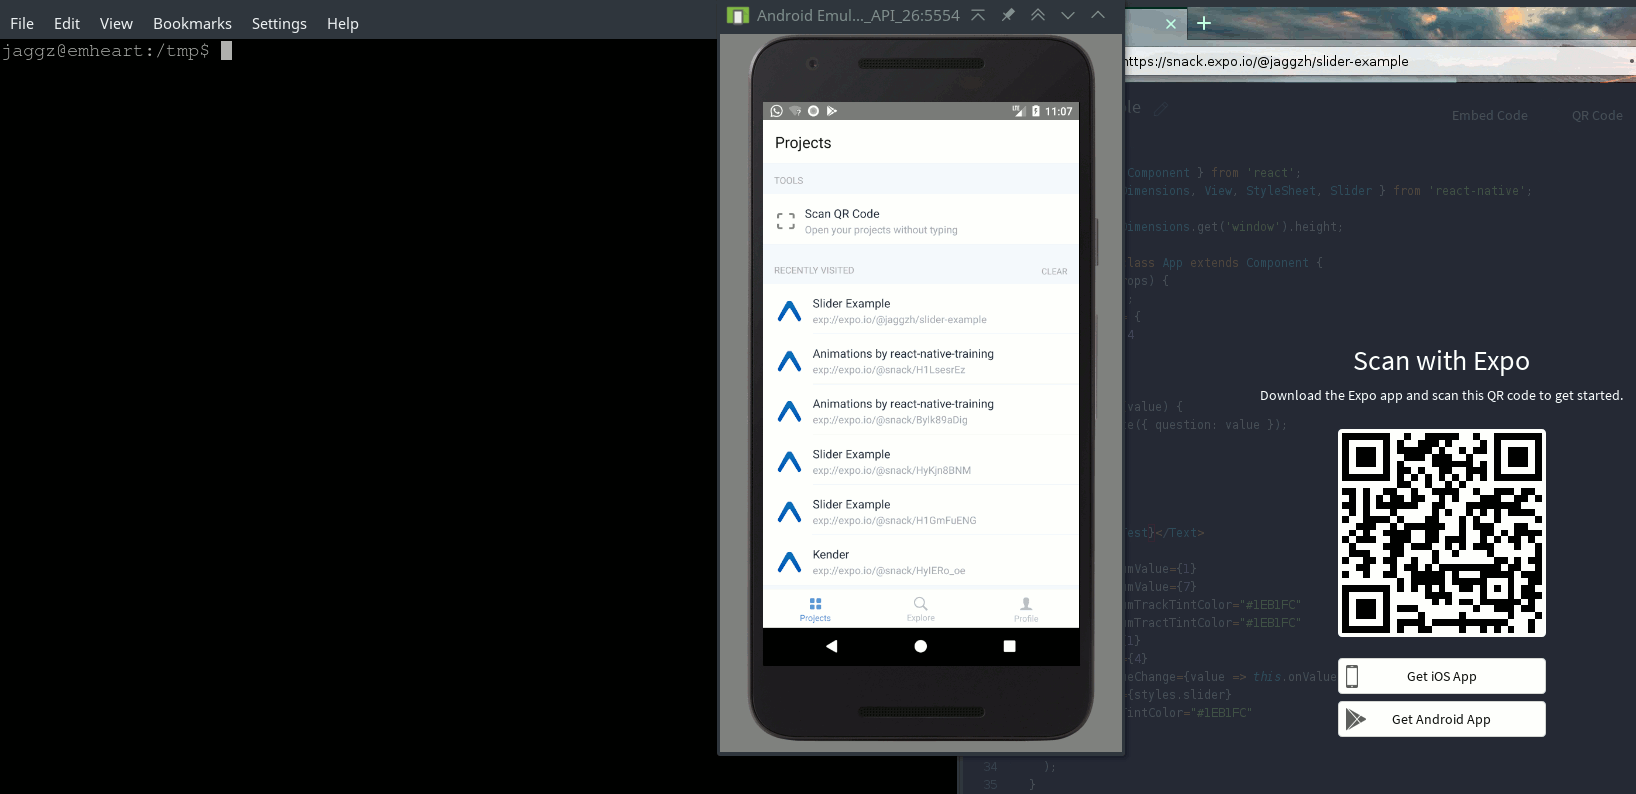 File Edit View Bookmarks Settings Help
jaggz@emheart:/tmp$
Android Emul..._API_26:5554
11:07
Projects
TOOLS
Scan QR Code
Open your projects without typing
RECENTLY VISITED CLEAR
Slider Example
exp://expo.io/@jaggzh/slider-example
Animations by react-native-training
exp://expo.io/@snack/H1LsesrEz
Animations by react-native-training
exp://expo.io/@snack/Bylk89aDig
Slider Example
exp://expo.io/@snack/HyKjn8BNM
Slider Example
exp://expo.io/@snack/H1GmFuENG
Kender
exp://expo.io/@snack/HyIERo_oe
Projects Explore Profile
https://snack.expo.io/@jaggzh/slider-example
Embed Code QR Code
Component } from 'react';
Dimensions, View, StyleSheet, Slider } from 'react-native';
Dimensions.get('window').height;
lass App extends Component {
ops) {
;
{
4
value) {
e({ question: value });
Test}</Text>
mValue={1}
mValue={7}
mTrackTintColor="#1EB1FC"
mTractTintColor="#1EB1FC"
1}
{4}
eChange={value => this.onValue
={styles.slider}
intColor="#1EB1FC"
34 );
35 }
Scan with Expo
Download the Expo app and scan this QR code to get started.
Get iOS App
Get Android App